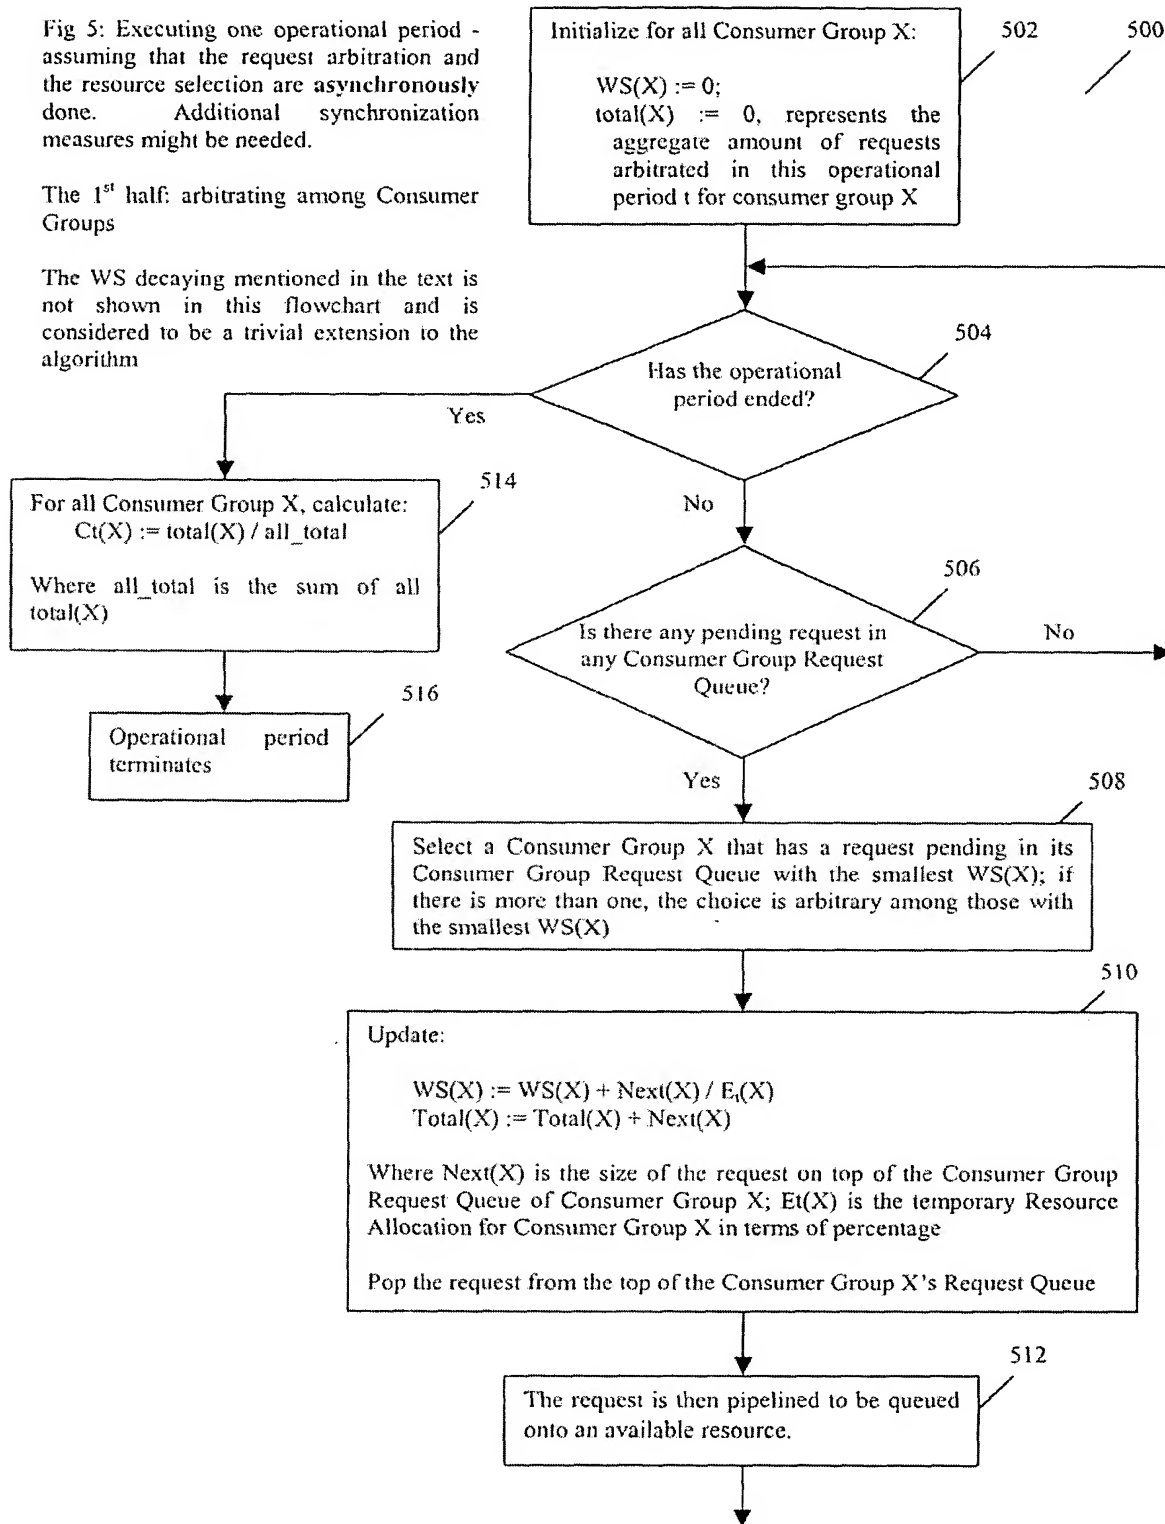 Fig 5: Executing one operational period -
assuming that the request arbitration and
the resource selection are asynchronously
done. Additional synchronization
measures might be needed.
The 1st half: arbitrating among Consumer
Groups
The WS decaying mentioned in the text is
not shown in this flowchart and is
considered to be a trivial extension to the
algorithm
Initialize for all Consumer Group X:
WS(X) := 0;
total(X) := 0, represents the
aggregate amount of requests
arbitrated in this operational
period t for consumer group X
502
500
504
Has the operational
period ended?
Yes
No
514
For all Consumer Group X, calculate:
Ct(X) := total(X) / all_total
Where all_total is the sum of all
total(X)
516
Operational period
terminates
506
Is there any pending request in
any Consumer Group Request
Queue?
No
Yes
508
Select a Consumer Group X that has a request pending in its
Consumer Group Request Queue with the smallest WS(X); if
there is more than one, the choice is arbitrary among those with
the smallest WS(X)
510
Update:
WS(X) := WS(X) + Next(X) / Et(X)
Total(X) := Total(X) + Next(X)
Where Next(X) is the size of the request on top of the Consumer Group
Request Queue of Consumer Group X; Et(X) is the temporary Resource
Allocation for Consumer Group X in terms of percentage
Pop the request from the top of the Consumer Group X's Request Queue
512
The request is then pipelined to be queued
onto an available resource.